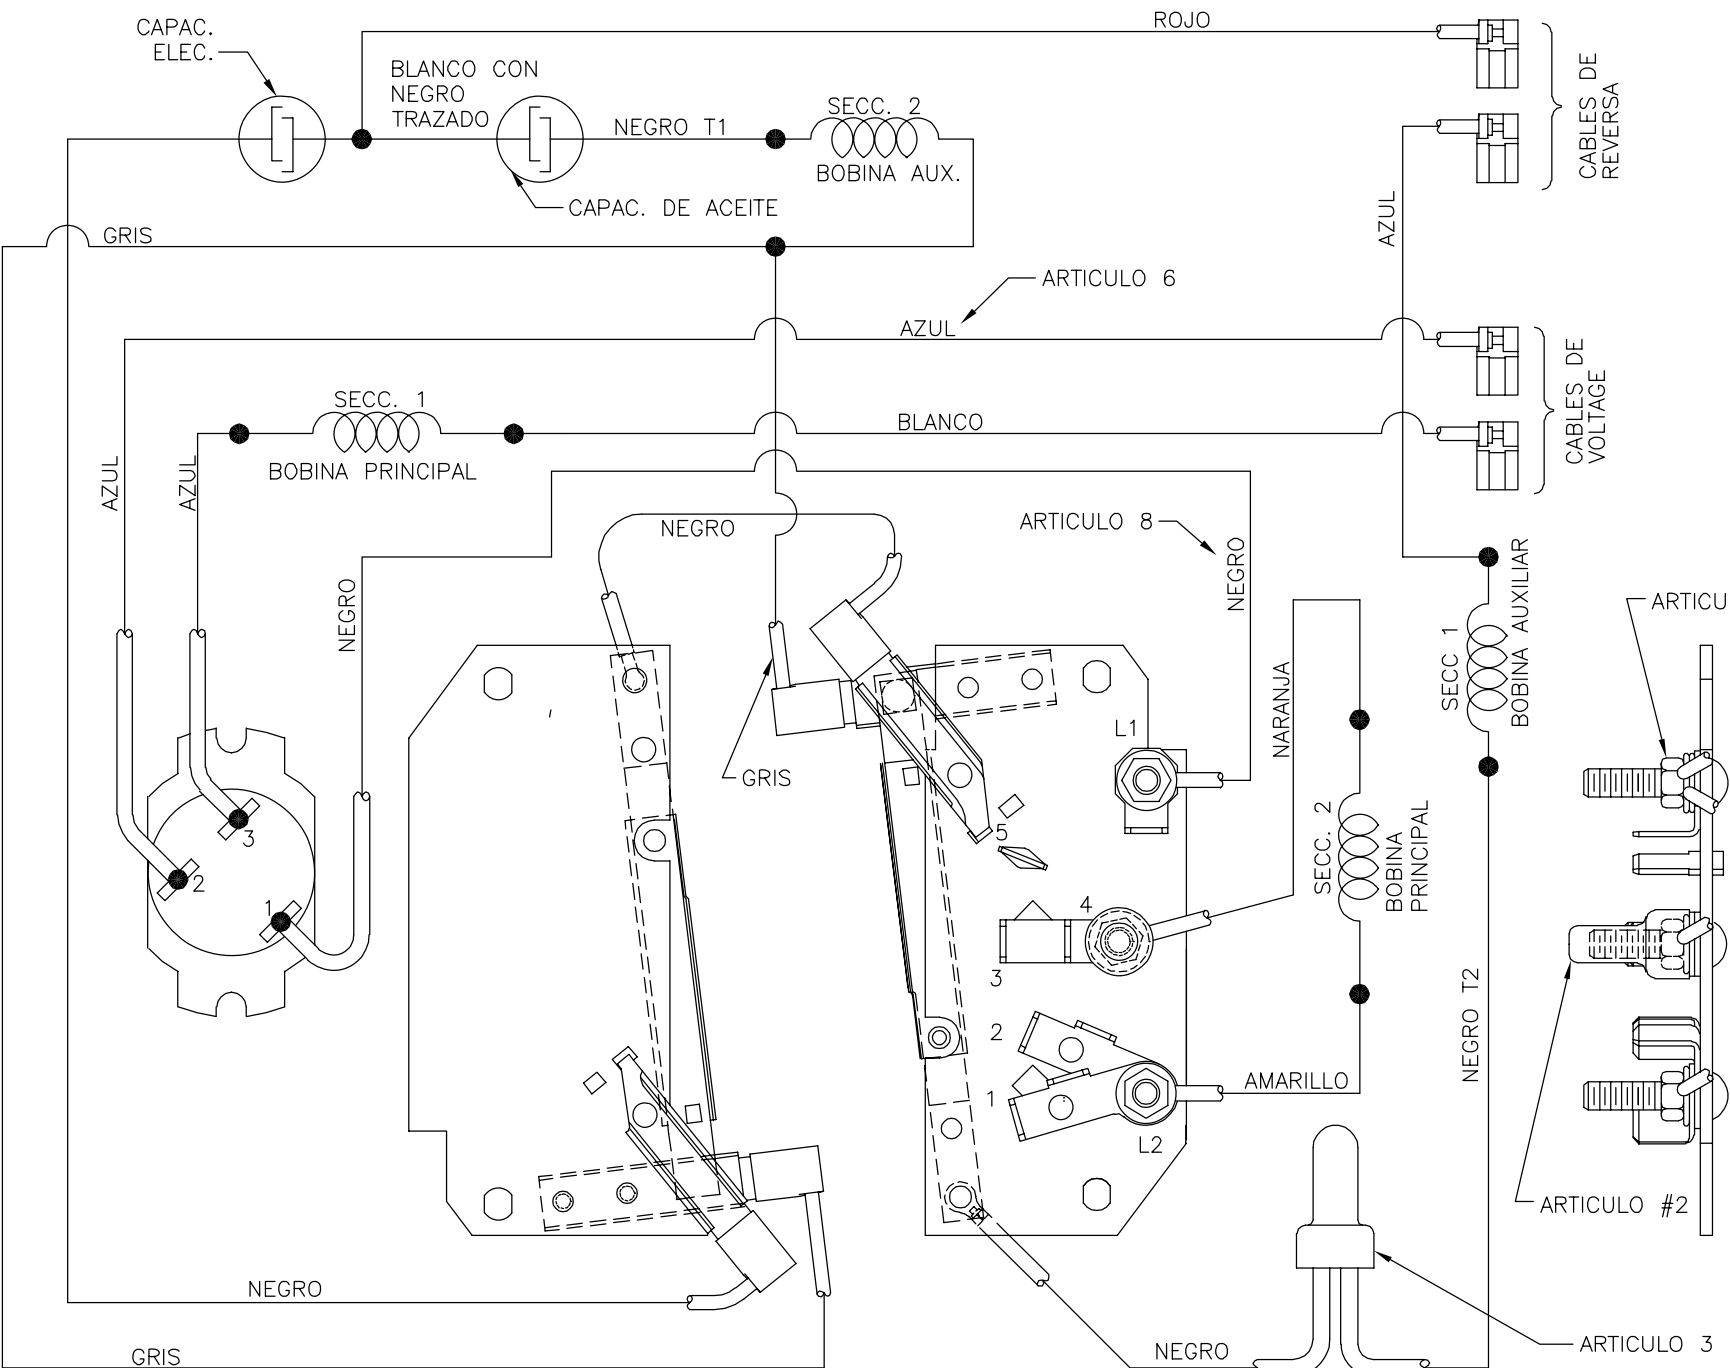 CAPAC.
ELEC.
ROJO
BLANCO CON
NEGRO
TRAZADO
NEGRO T1
SECC. 2
BOBINA AUX.
CAPAC. DE ACEITE
CABLES DE
REVERSA
AZUL
GRIS
ARTICULO 6
AZUL
CABLES DE
VOLTAGE
SECC. 1
BOBINA PRINCIPAL
BLANCO
AZUL
AZUL
NEGRO
ARTICULO 8
NEGRO
NEGRO
SECC 1
BOBINA AUXILIAR
ARTICU
NARANJA
L1
GRIS
SECC. 2
BOBINA
PRINCIPAL
5
3
2
1
4
3
2
1
NEGRO T2
AMARILLO
L2
ARTICULO #2
NEGRO
NEGRO
ARTICULO 3
GRIS